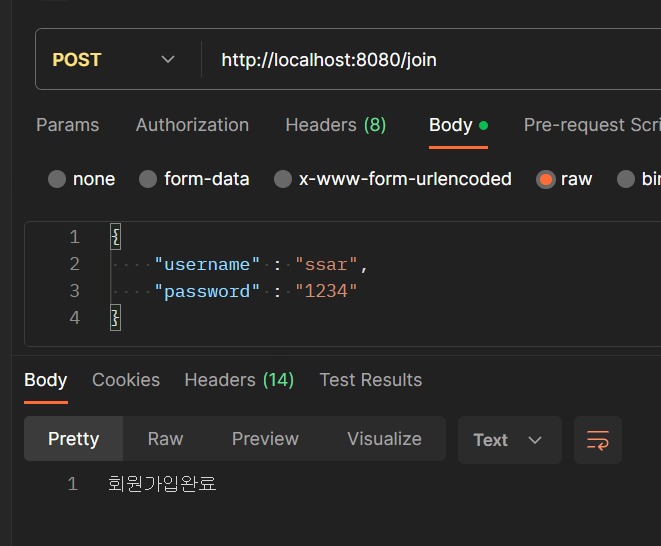 POST http://localhost:8080/join
Params Authorization Headers (8) Body Pre-request Scri
none form-data x-www-form-urlencoded raw bin
1 {
2 "username" : "ssar",
3 "password" : "1234"
4 }
Body Cookies Headers (14) Test Results
Pretty Raw Preview Visualize Text
1 회원가입완료